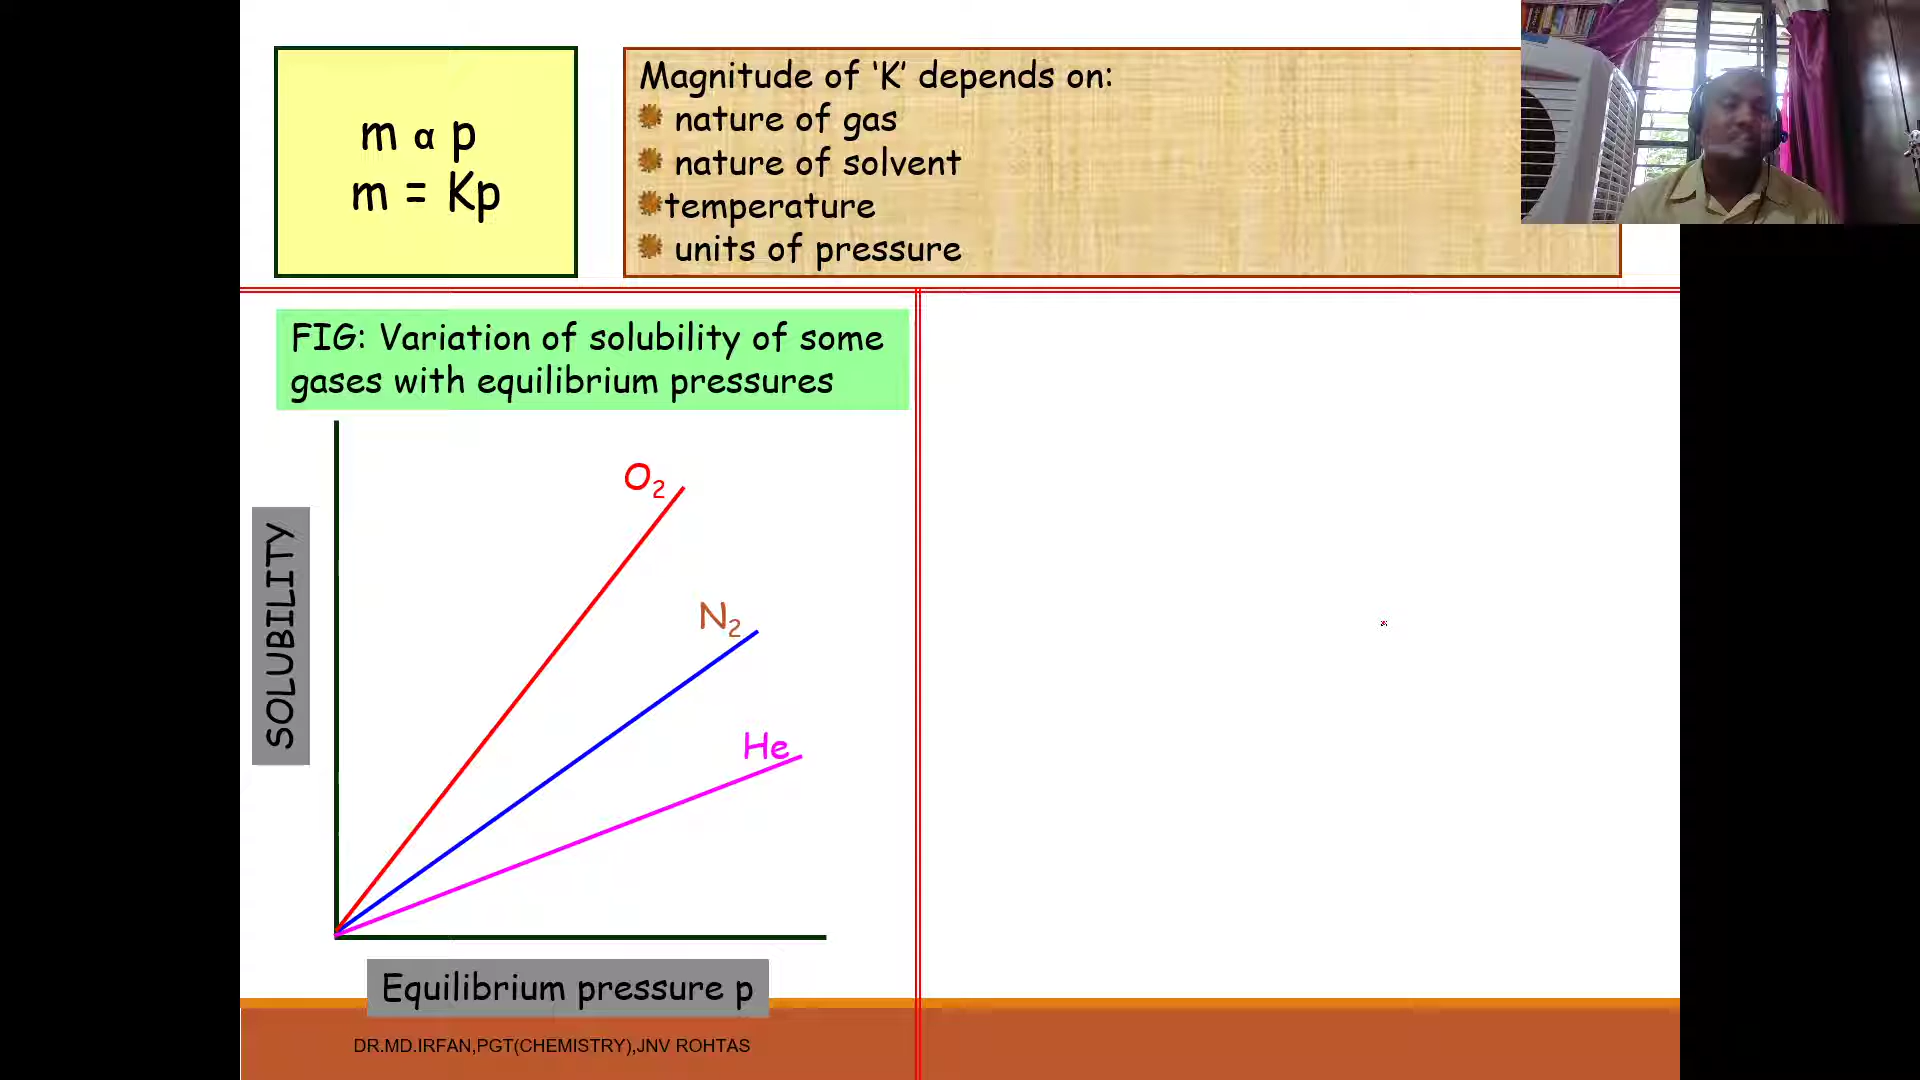 m α p
m = Kp
Magnitude of ‘K’ depends on:
nature of gas
nature of solvent
temperature
units of pressure
FIG: Variation of solubility of some
gases with equilibrium pressures
O₂
N₂
He
SOLUBILITY
Equilibrium pressure p
DR.MD.IRFAN,PGT(CHEMISTRY),JNV ROHTAS